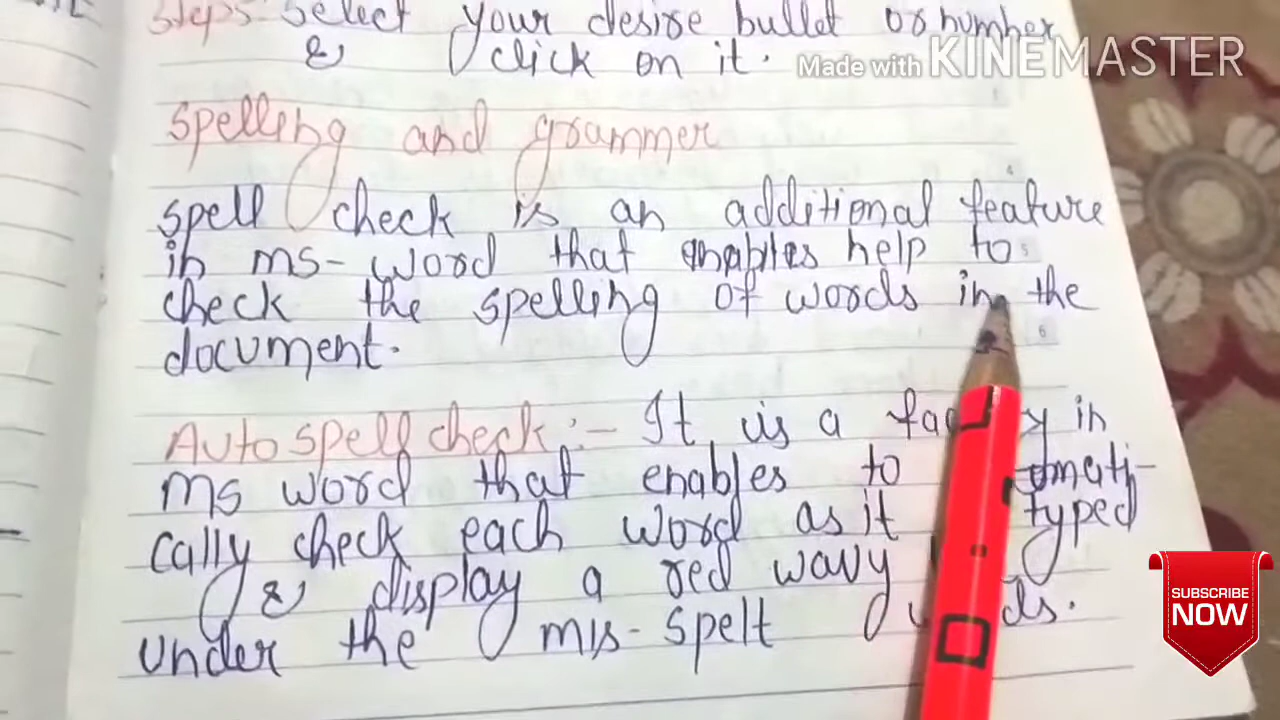 Steps- Select your desire bullet or number
& click on it.
Made with KINEMASTER
Spelling and grammer
Spell check is an additional feature
in ms-word that enables help to
check the spelling of words in the
document.
Auto spell check :- It is a in
ms word that enables to
cally check each word as it typed
& display a red wavy
under the mis-spelt
SUBSCRIBE
NOW